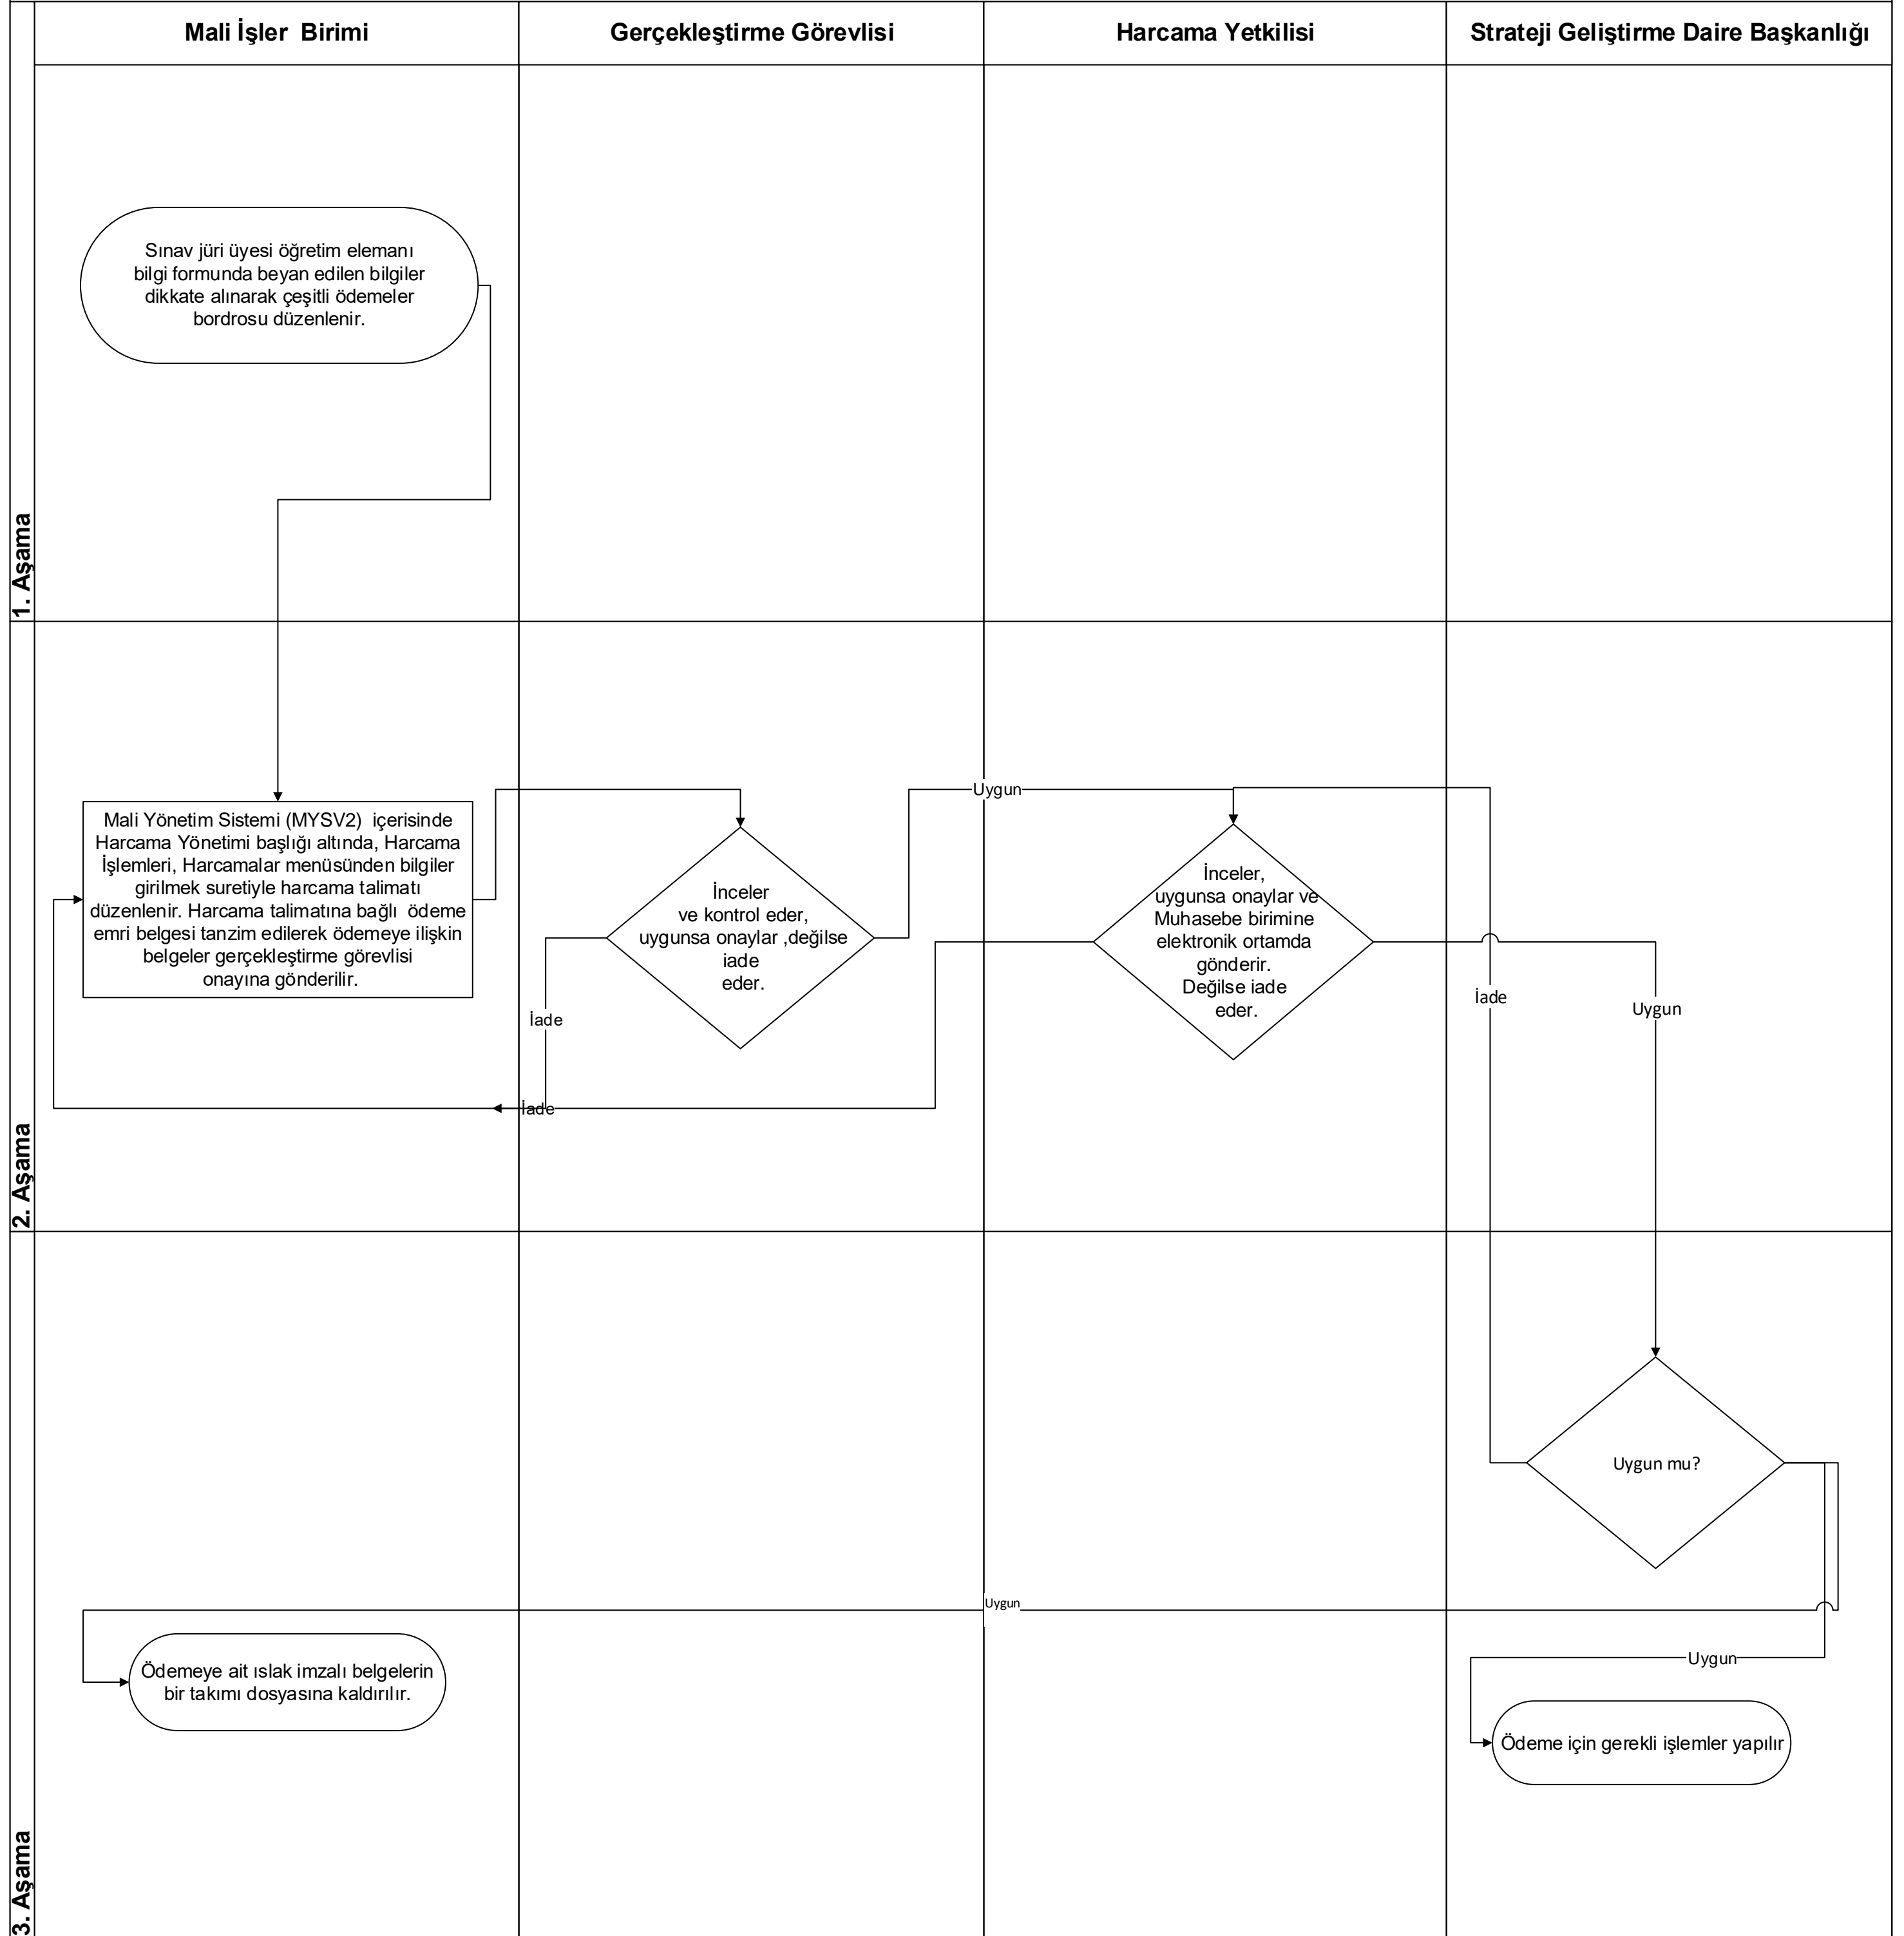 Mali İşler  Birimi
Gerçekleştirme Görevlisi
Harcama Yetkilisi
Strateji Geliştirme Daire Başkanlığı
1. Aşama
Sınav jüri üyesi öğretim elemanı
bilgi formunda beyan edilen bilgiler
dikkate alınarak çeşitli ödemeler
bordrosu düzenlenir.
2. Aşama
Mali Yönetim Sistemi (MYSV2)  içerisinde
Harcama Yönetimi başlığı altında, Harcama
İşlemleri, Harcamalar menüsünden bilgiler
girilmek suretiyle harcama talimatı
düzenlenir. Harcama talimatına bağlı  ödeme
emri belgesi tanzim edilerek ödemeye ilişkin
belgeler gerçekleştirme görevlisi
onayına gönderilir.
İnceler
ve kontrol eder,
uygunsa onaylar ,değilse
iade
eder.
Uygun
İade
İade
İnceler,
uygunsa onaylar ve
Muhasebe birimine
elektronik ortamda
gönderir.
Değilse iade
eder.
İade
Uygun
3. Aşama
Uygun mu?
Uygun
Uygun
Ödemeye ait ıslak imzalı belgelerin
bir takımı dosyasına kaldırılır.
Ödeme için gerekli işlemler yapılır